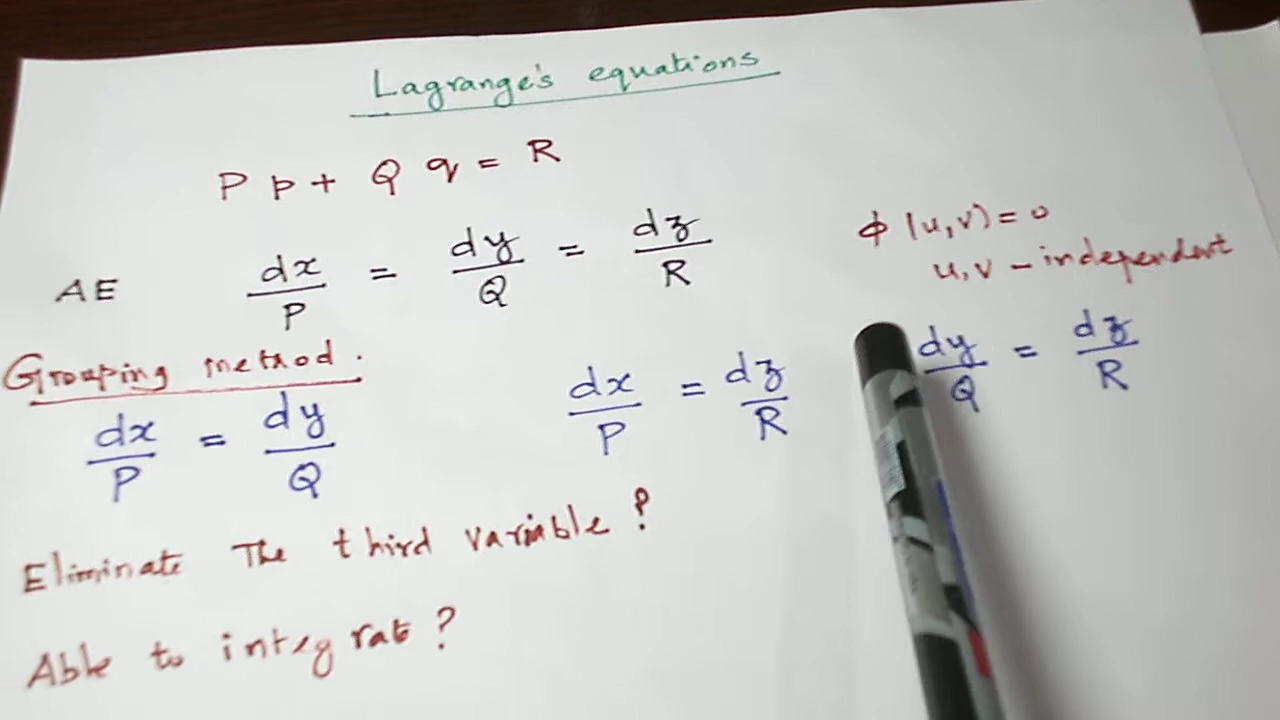 Lagrange's equations
P p + Q q = R
AE dx/P = dy/Q = dz/R
φ (u,v) = 0
u,v - independent
Grouping method.
dx/P = dy/Q
dx/P = dz/R
dy/Q = dz/R
Eliminate The third variable?
Able to integrate?